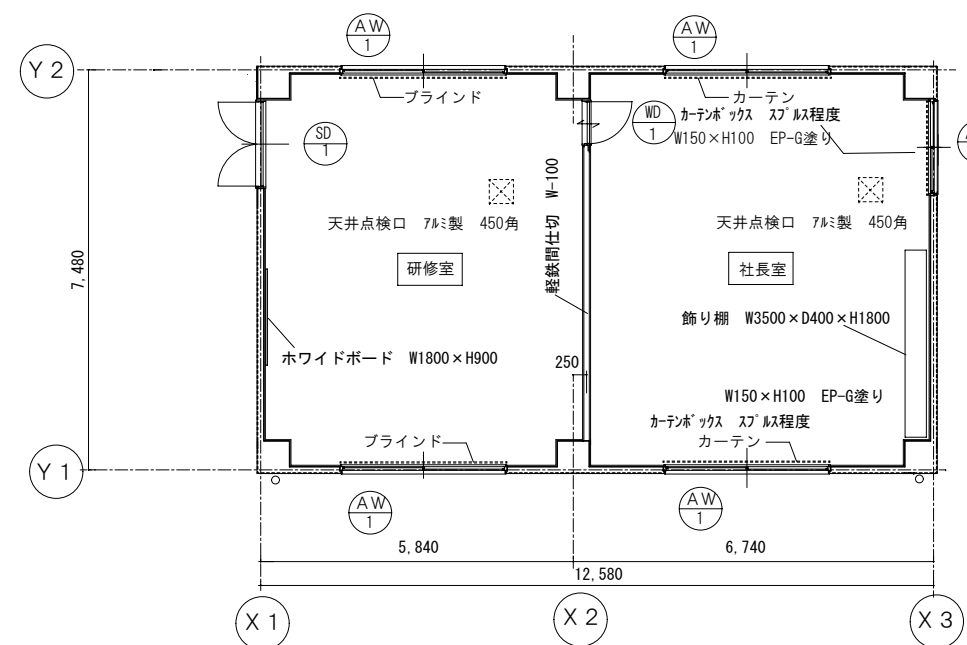 AW
1
AW
1
Y2
ブラインド
カーテン
SD
1
WD
1
カーテンボックス スプルス程度
W150×H100 EP-G塗り
天井点検口 アルミ製 450角
軽鉄間仕切 W-100
天井点検口 アルミ製 450角
研修室
社長室
7,480
飾り棚 W3500×D400×H1800
ホワイドボード W1800×H900
250
W150×H100 EP-G塗り
カーテンボックス スプルス程度
ブラインド
カーテン
Y1
AW
1
AW
1
5,840
6,740
12,580
X1
X2
X3